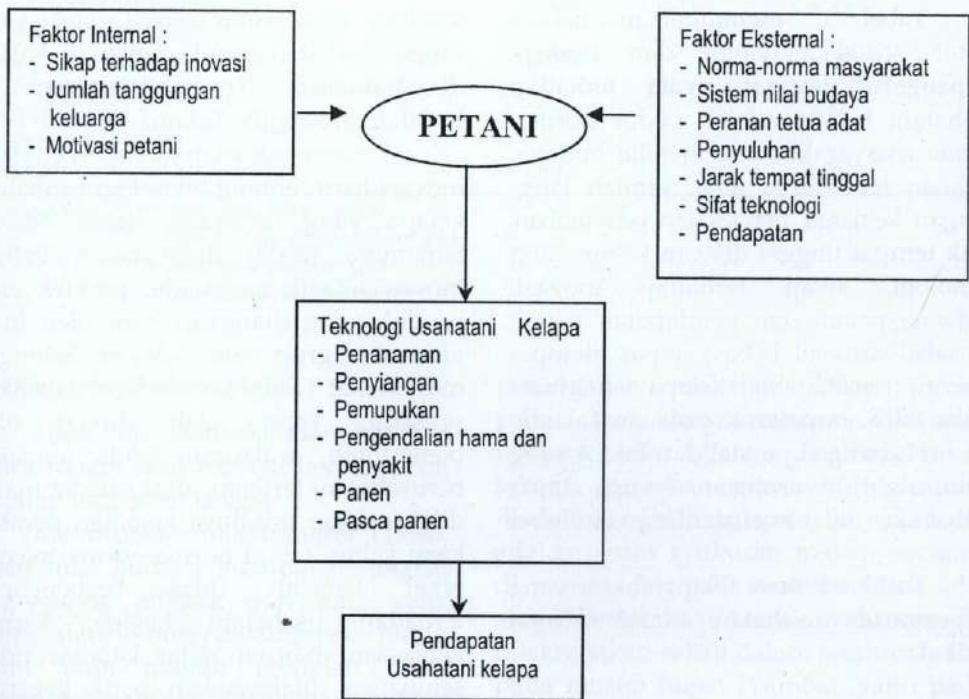 Faktor Internal :
- Sikap terhadap inovasi
- Jumlah tanggungan
keluarga
- Motivasi petani
PETANI
Faktor Eksternal :
- Norma-norma masyarakat
- Sistem nilai budaya
- Peranan tetua adat
- Penyuluhan
- Jarak tempat tinggal
- Sifat teknologi
- Pendapatan
Teknologi Usahatani Kelapa
- Penanaman
- Penyiangan
- Pemupukan
- Pengendalian hama dan
penyakit
- Panen
- Pasca panen
Pendapatan
Usahatani kelapa